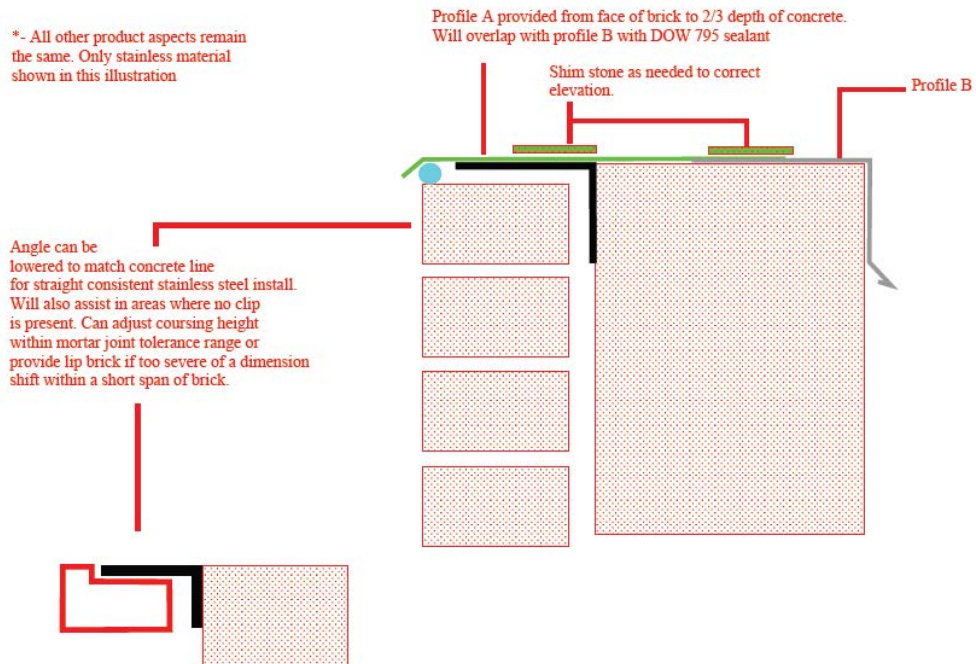 *- All other product aspects remain
the same. Only stainless material
shown in this illustration
Profile A provided from face of brick to 2/3 depth of concrete.
Will overlap with profile B with DOW 795 sealant
Shim stone as needed to correct
elevation.
Profile B
Angle can be
lowered to match concrete line
for straight consistent stainless steel install.
Will also assist in areas where no clip
is present. Can adjust coursing height
within mortar joint tolerance range or
provide lip brick if too severe of a dimension
shift within a short span of brick.